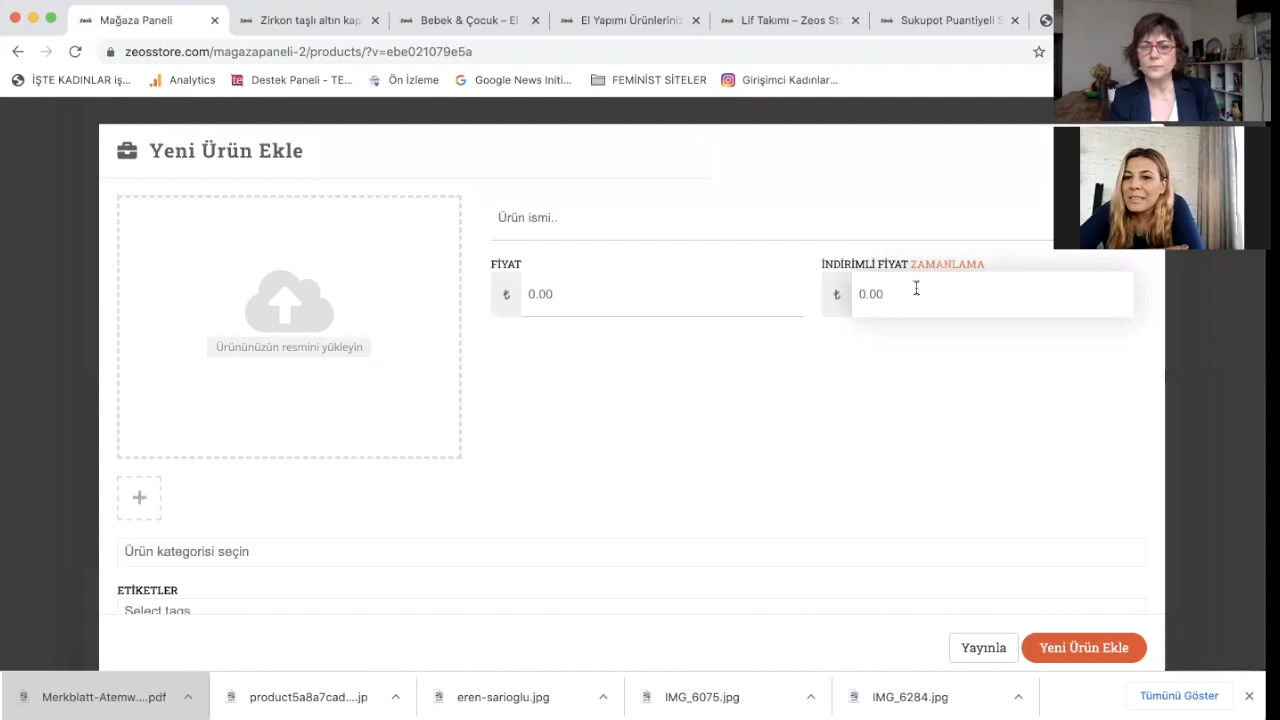 Mağaza Paneli
Zirkon taşlı altın kapl
Bebek & Çocuk – El
El Yapımı Ürünleriniz
Lif Takımı – Zeos St
Sukupot Puantiyeli S
zeosstore.com/magazapaneli-2/products/?v=ebe021079e5a
İŞTE KADINLAR iş...
Analytics
Destek Paneli - TE...
Ön İzleme
Google News Initi...
FEMİNİST SİTELER
Girişimci Kadınlar...
Yeni Ürün Ekle
Ürün ismi..
FİYAT
İNDİRİMLİ FİYAT ZAMANLAMA
₺ 0.00
₺ 0.00
Ürününüzün resmini yükleyin
+
Ürün kategorisi seçin
ETİKETLER
Select tags
Yayınla
Yeni Ürün Ekle
Merkblatt-Atemw....pdf
product5a8a7cad....jp
eren-sarioglu.jpg
IMG_6075.jpg
IMG_6284.jpg
Tümünü Göster